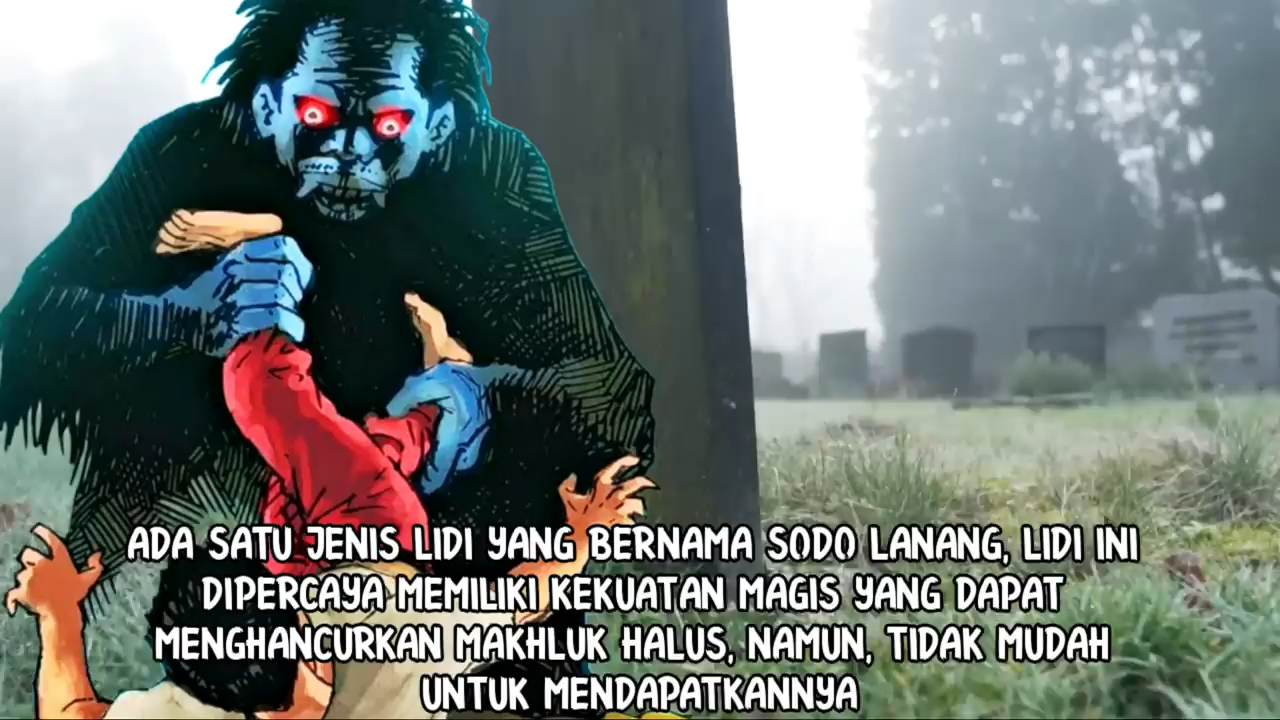 ADA SATU JENIS LIDI YANG BERNAMA SODO LANANG, LIDI INI
DIPERCAYA MEMILIKI KEKUATAN MAGIS YANG DAPAT
MENGHANCURKAN MAKHLUK HALUS, NAMUN, TIDAK MUDAH
UNTUK MENDAPATKANNYA